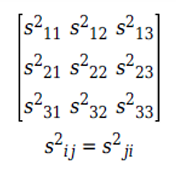 s²₁₁ s²₁₂ s²₁₃
s²₂₁ s²₂₂ s²₂₃
s²₃₁ s²₃₂ s²₃₃
s²ᵢⱼ = s²ⱼᵢ